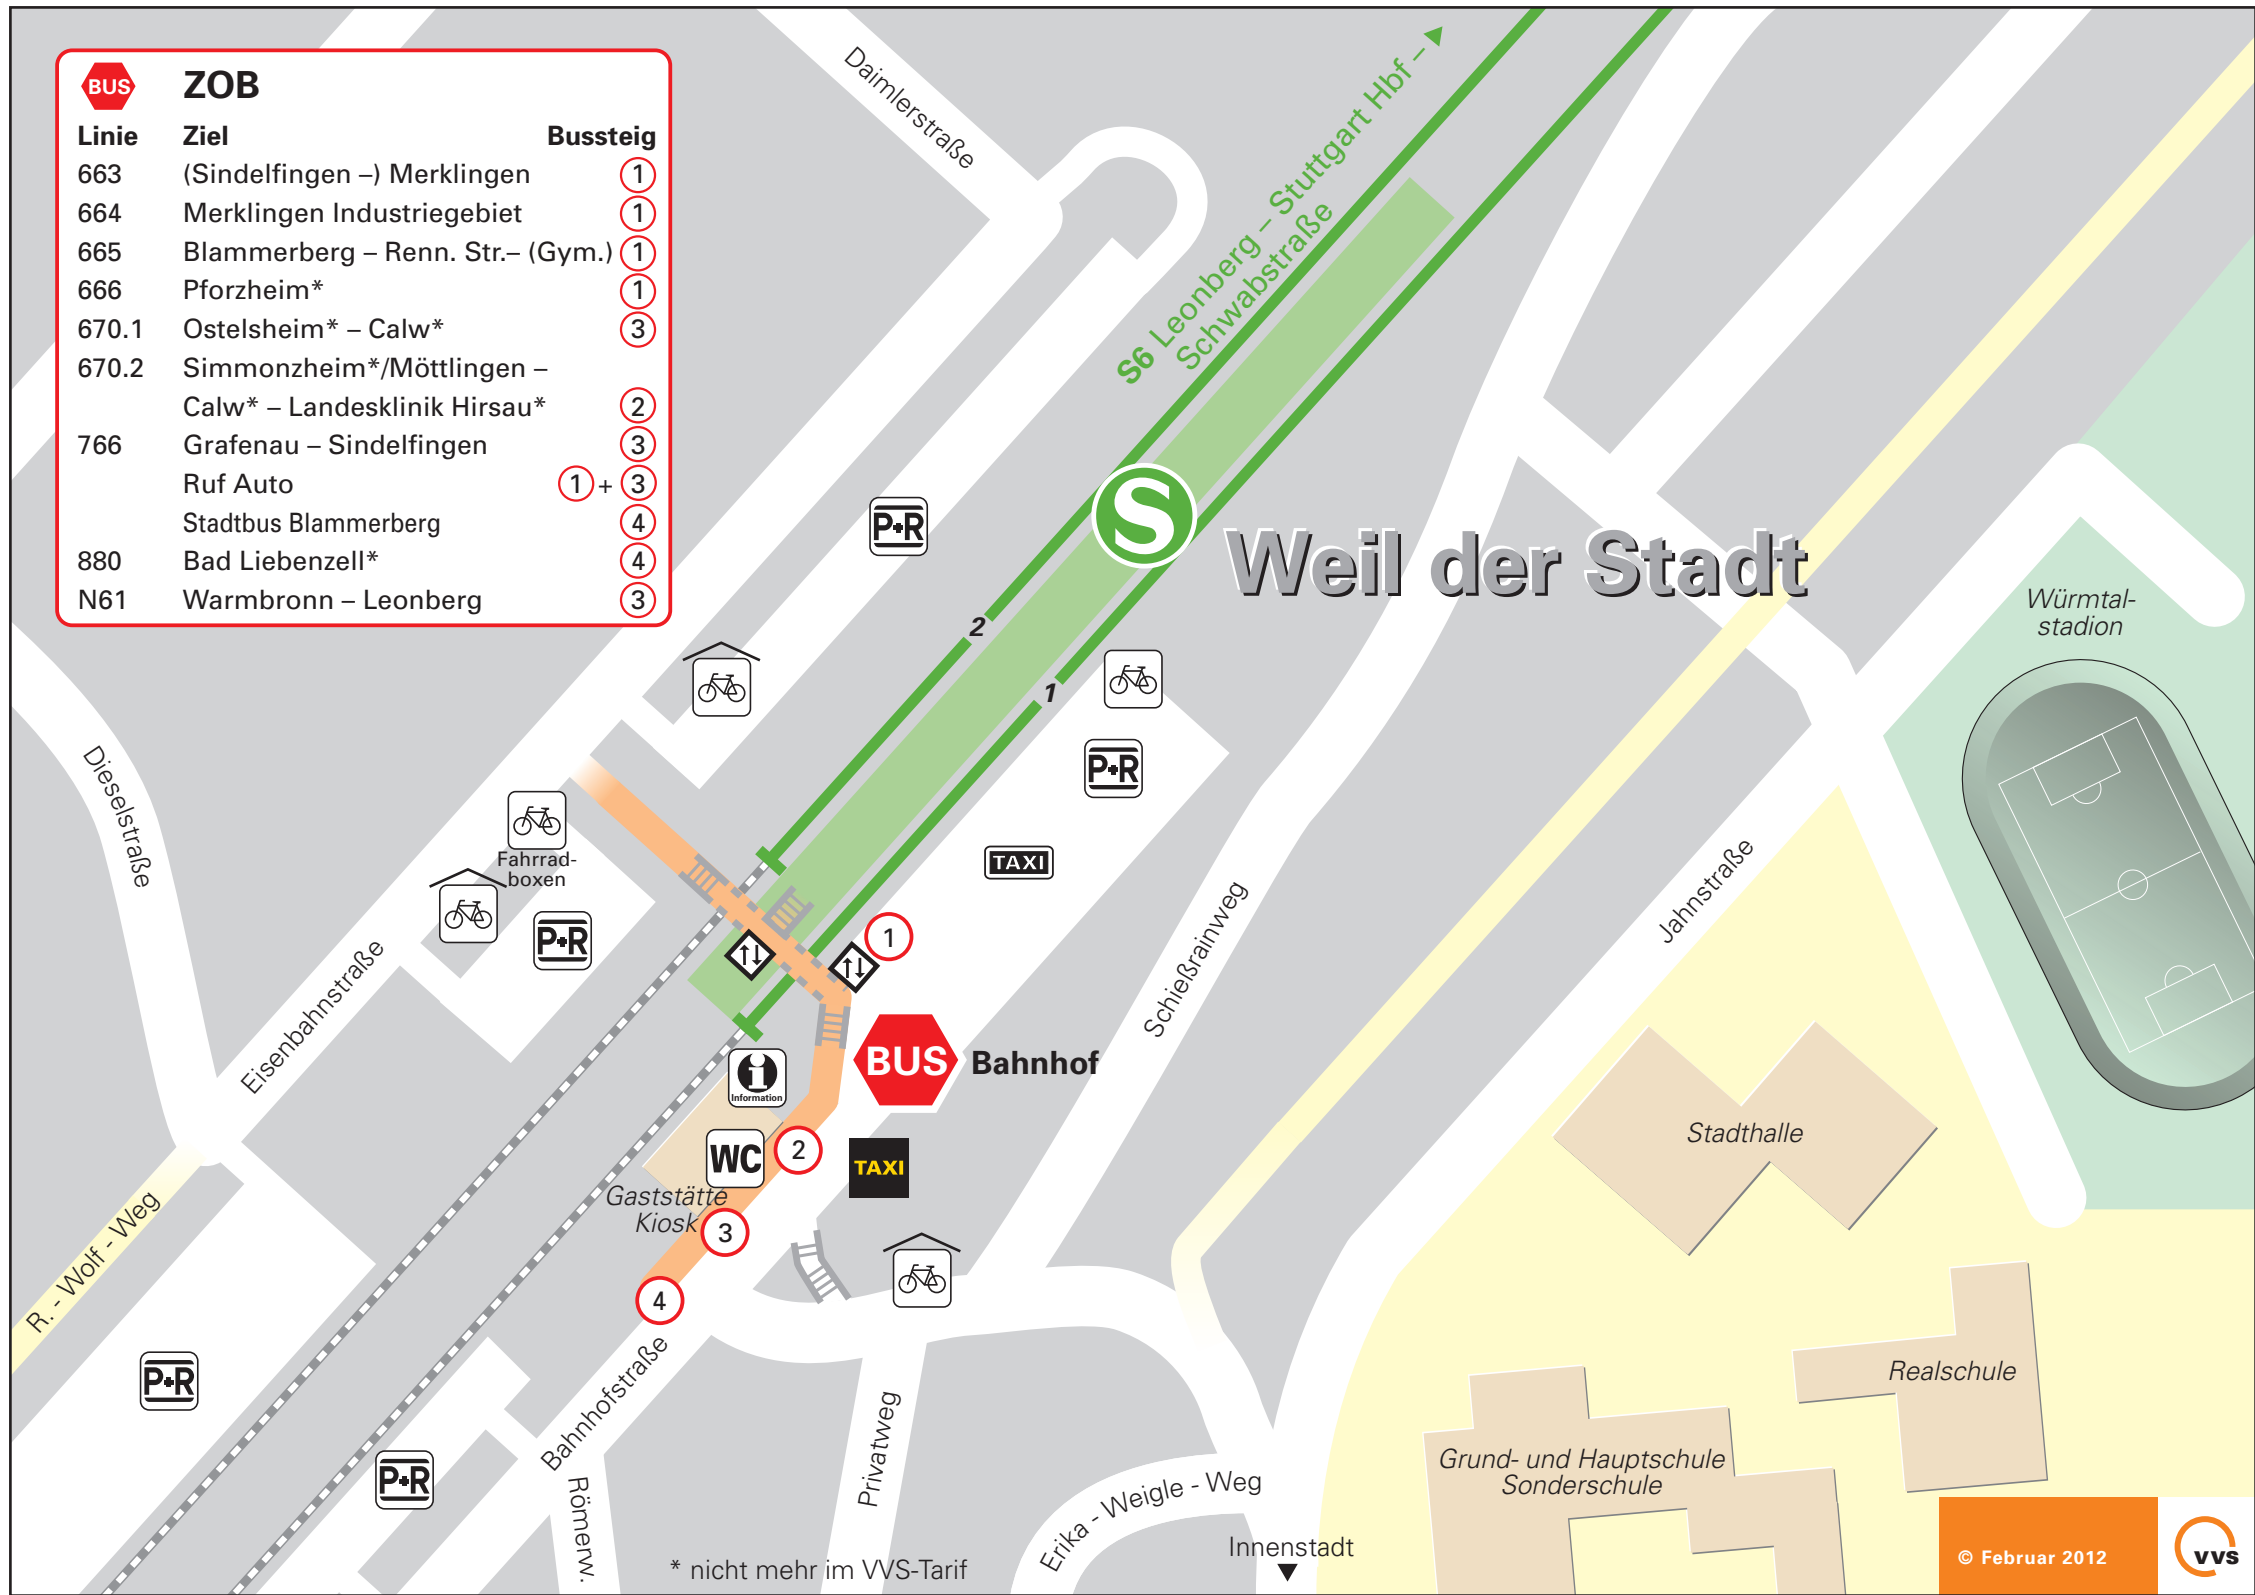 BUS ZOB
Linie Ziel Bussteig
663 (Sindelfingen –) Merklingen 1
664 Merklingen Industriegebiet 1
665 Blammerberg – Renn. Str.– (Gym.) 1
666 Pforzheim* 1
670.1 Ostelsheim* – Calw* 3
670.2 Simmonzheim*/Möttlingen –
Calw* – Landesklinik Hirsau* 2
766 Grafenau – Sindelfingen 3
Ruf Auto 1 + 3
Stadtbus Blammerberg 4
880 Bad Liebenzell* 4
N61 Warmbronn – Leonberg 3
Daimlerstraße
S6 Leonberg – Stuttgart Hbf –
Schwabstraße
P+R
S Weil der Stadt
Würmtal-
stadion
2
1
P+R
Dieselstraße
Fahrrad-
boxen
P+R
TAXI
Jahnstraße
Schießrainweg
Eisenbahnstraße
1
BUS Bahnhof
i
Information
WC
2
TAXI
Stadthalle
Gaststätte
Kiosk
3
4
R. - Wolf - Weg
P+R
P+R
Bahnhofstraße
Römerw.
Privatweg
Erika - Weigle - Weg
Realschule
Grund- und Hauptschule
Sonderschule
Innenstadt
* nicht mehr im VVS-Tarif
© Februar 2012
vvs